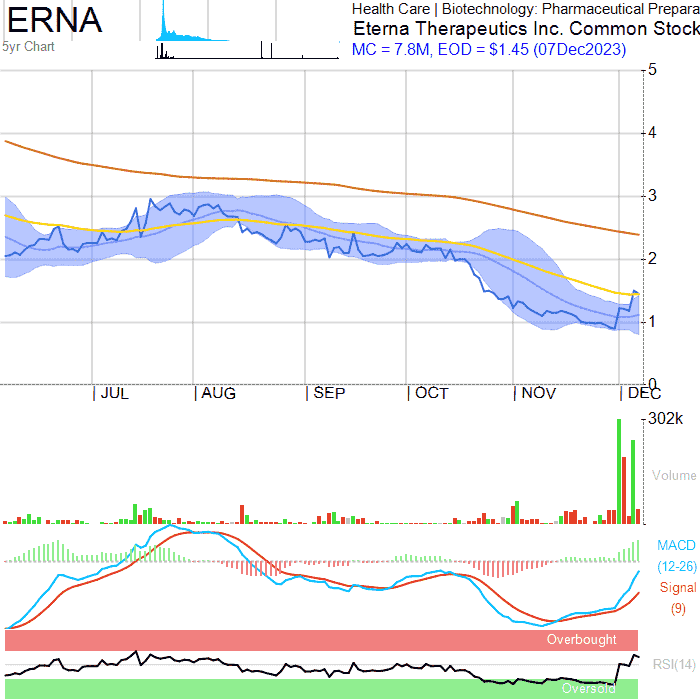 ERNA
5yr Chart
Health Care | Biotechnology: Pharmaceutical Prepara
Eterna Therapeutics Inc. Common Stock
MC = 7.8M, EOD = $1.45 (07Dec2023)
5
4
3
2
1
0
JUL AUG SEP OCT NOV DEC
302k
Volume
MACD
(12-26)
Signal
(9)
Overbought
RSI(14)
Oversold